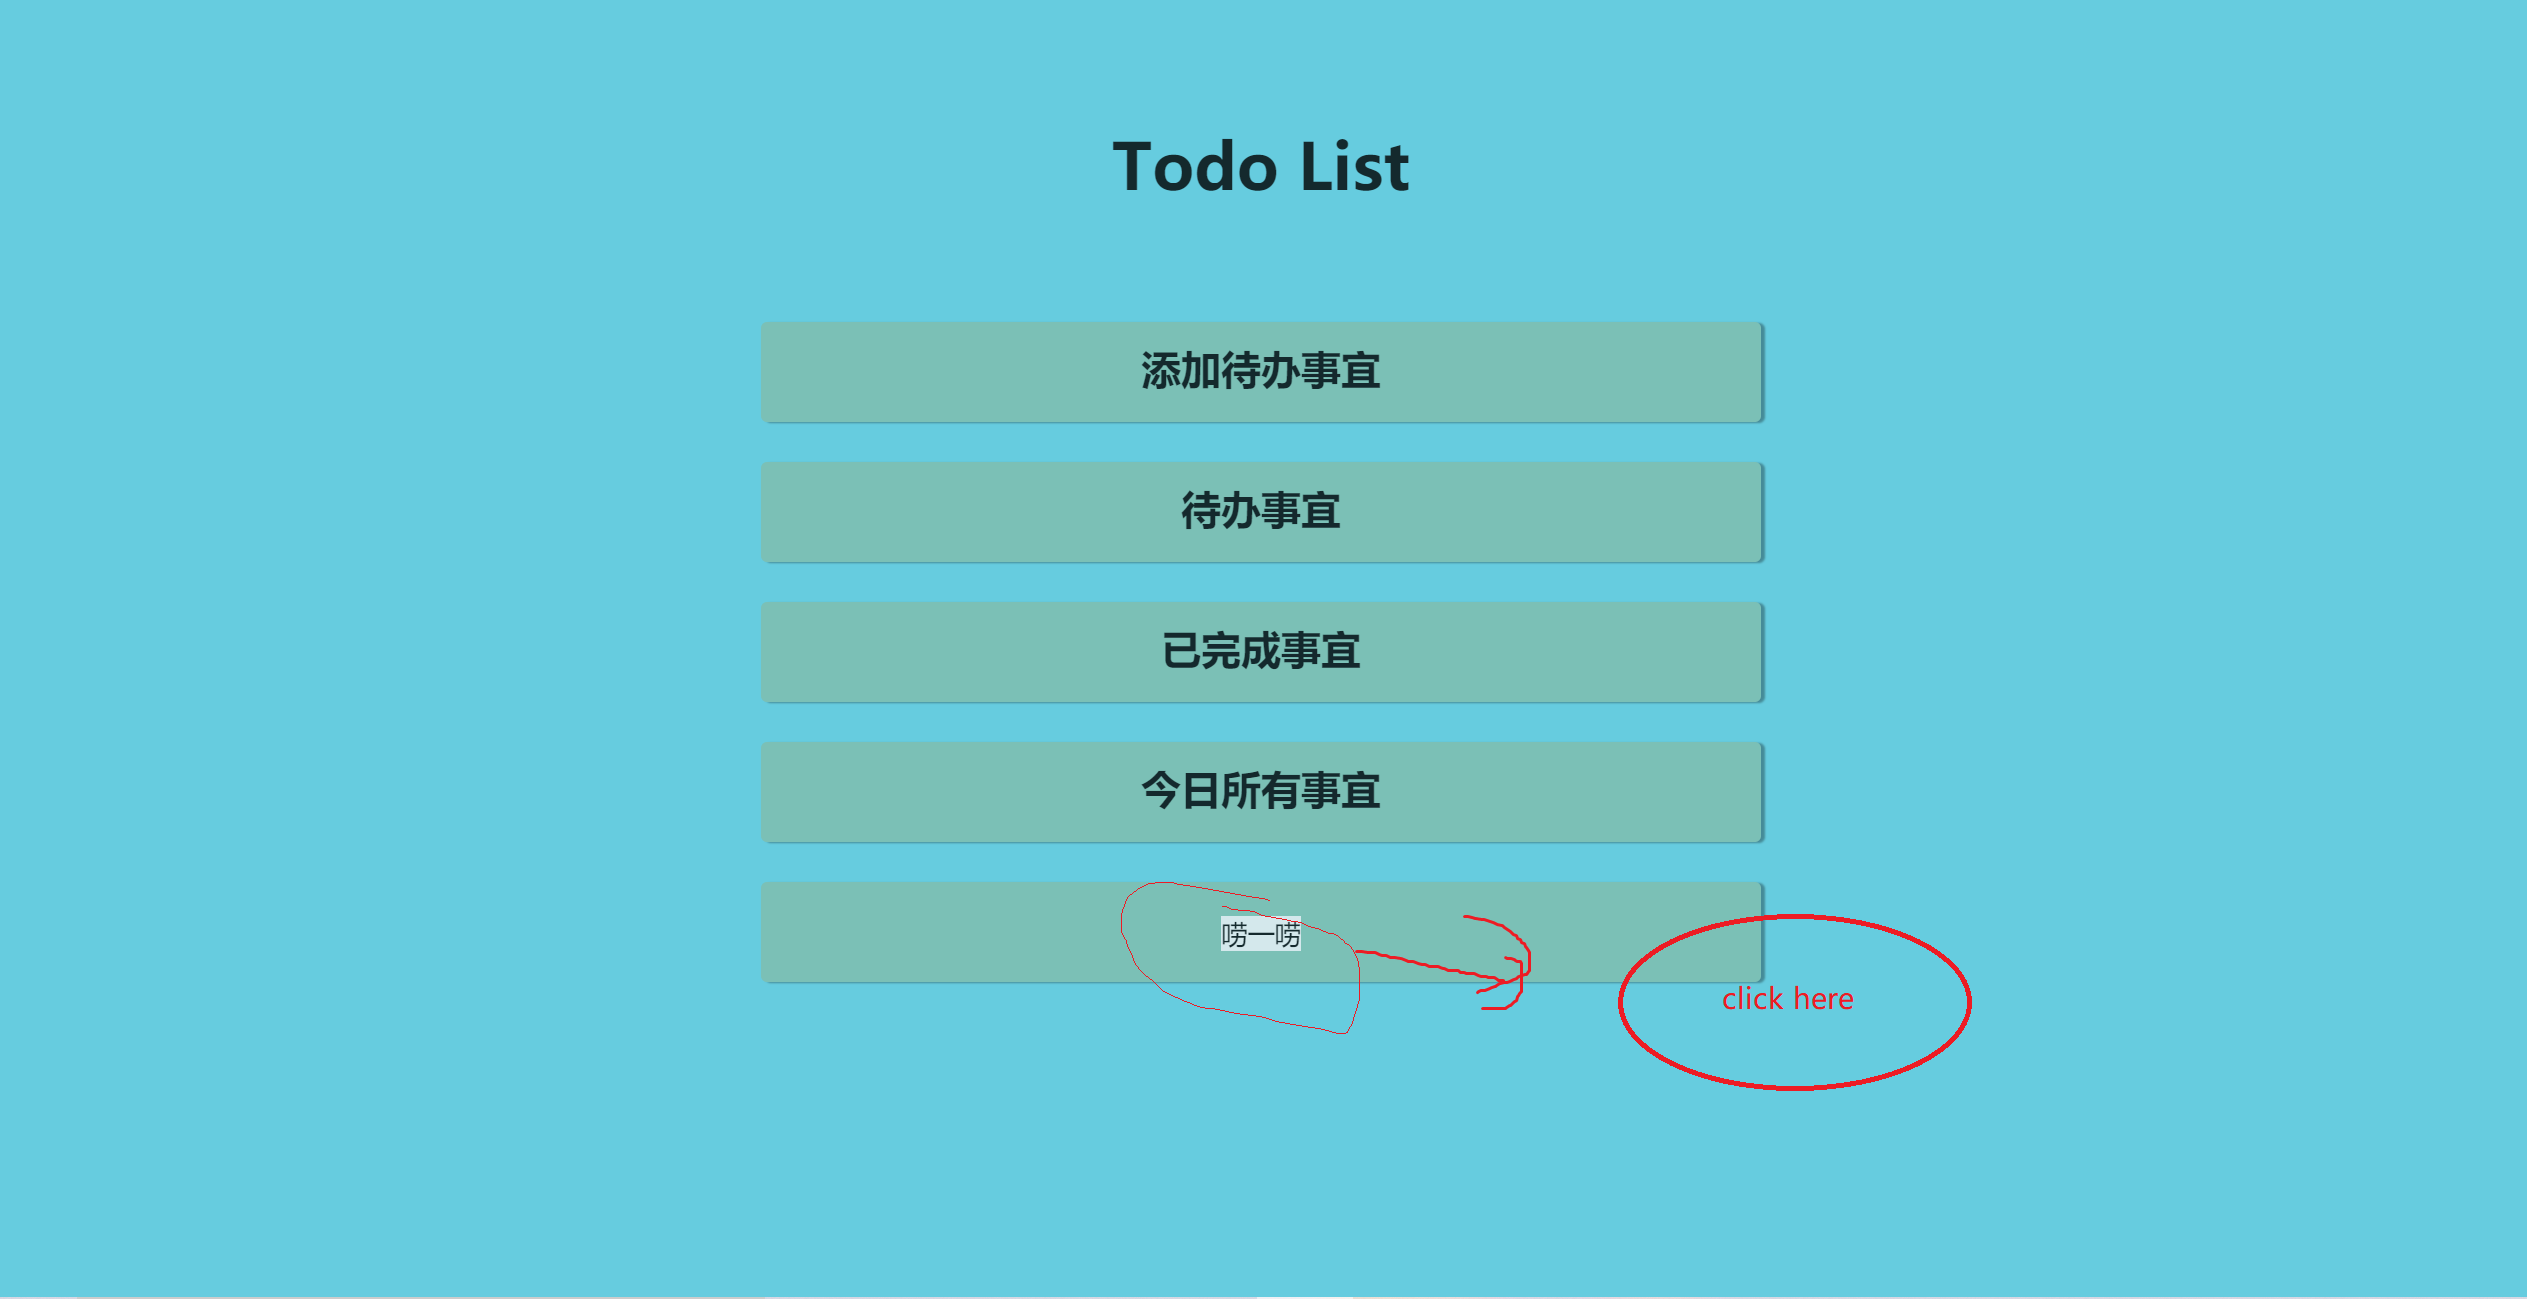 Todo List
添加待办事宜
待办事宜
已完成事宜
今日所有事宜
唠一唠
click here